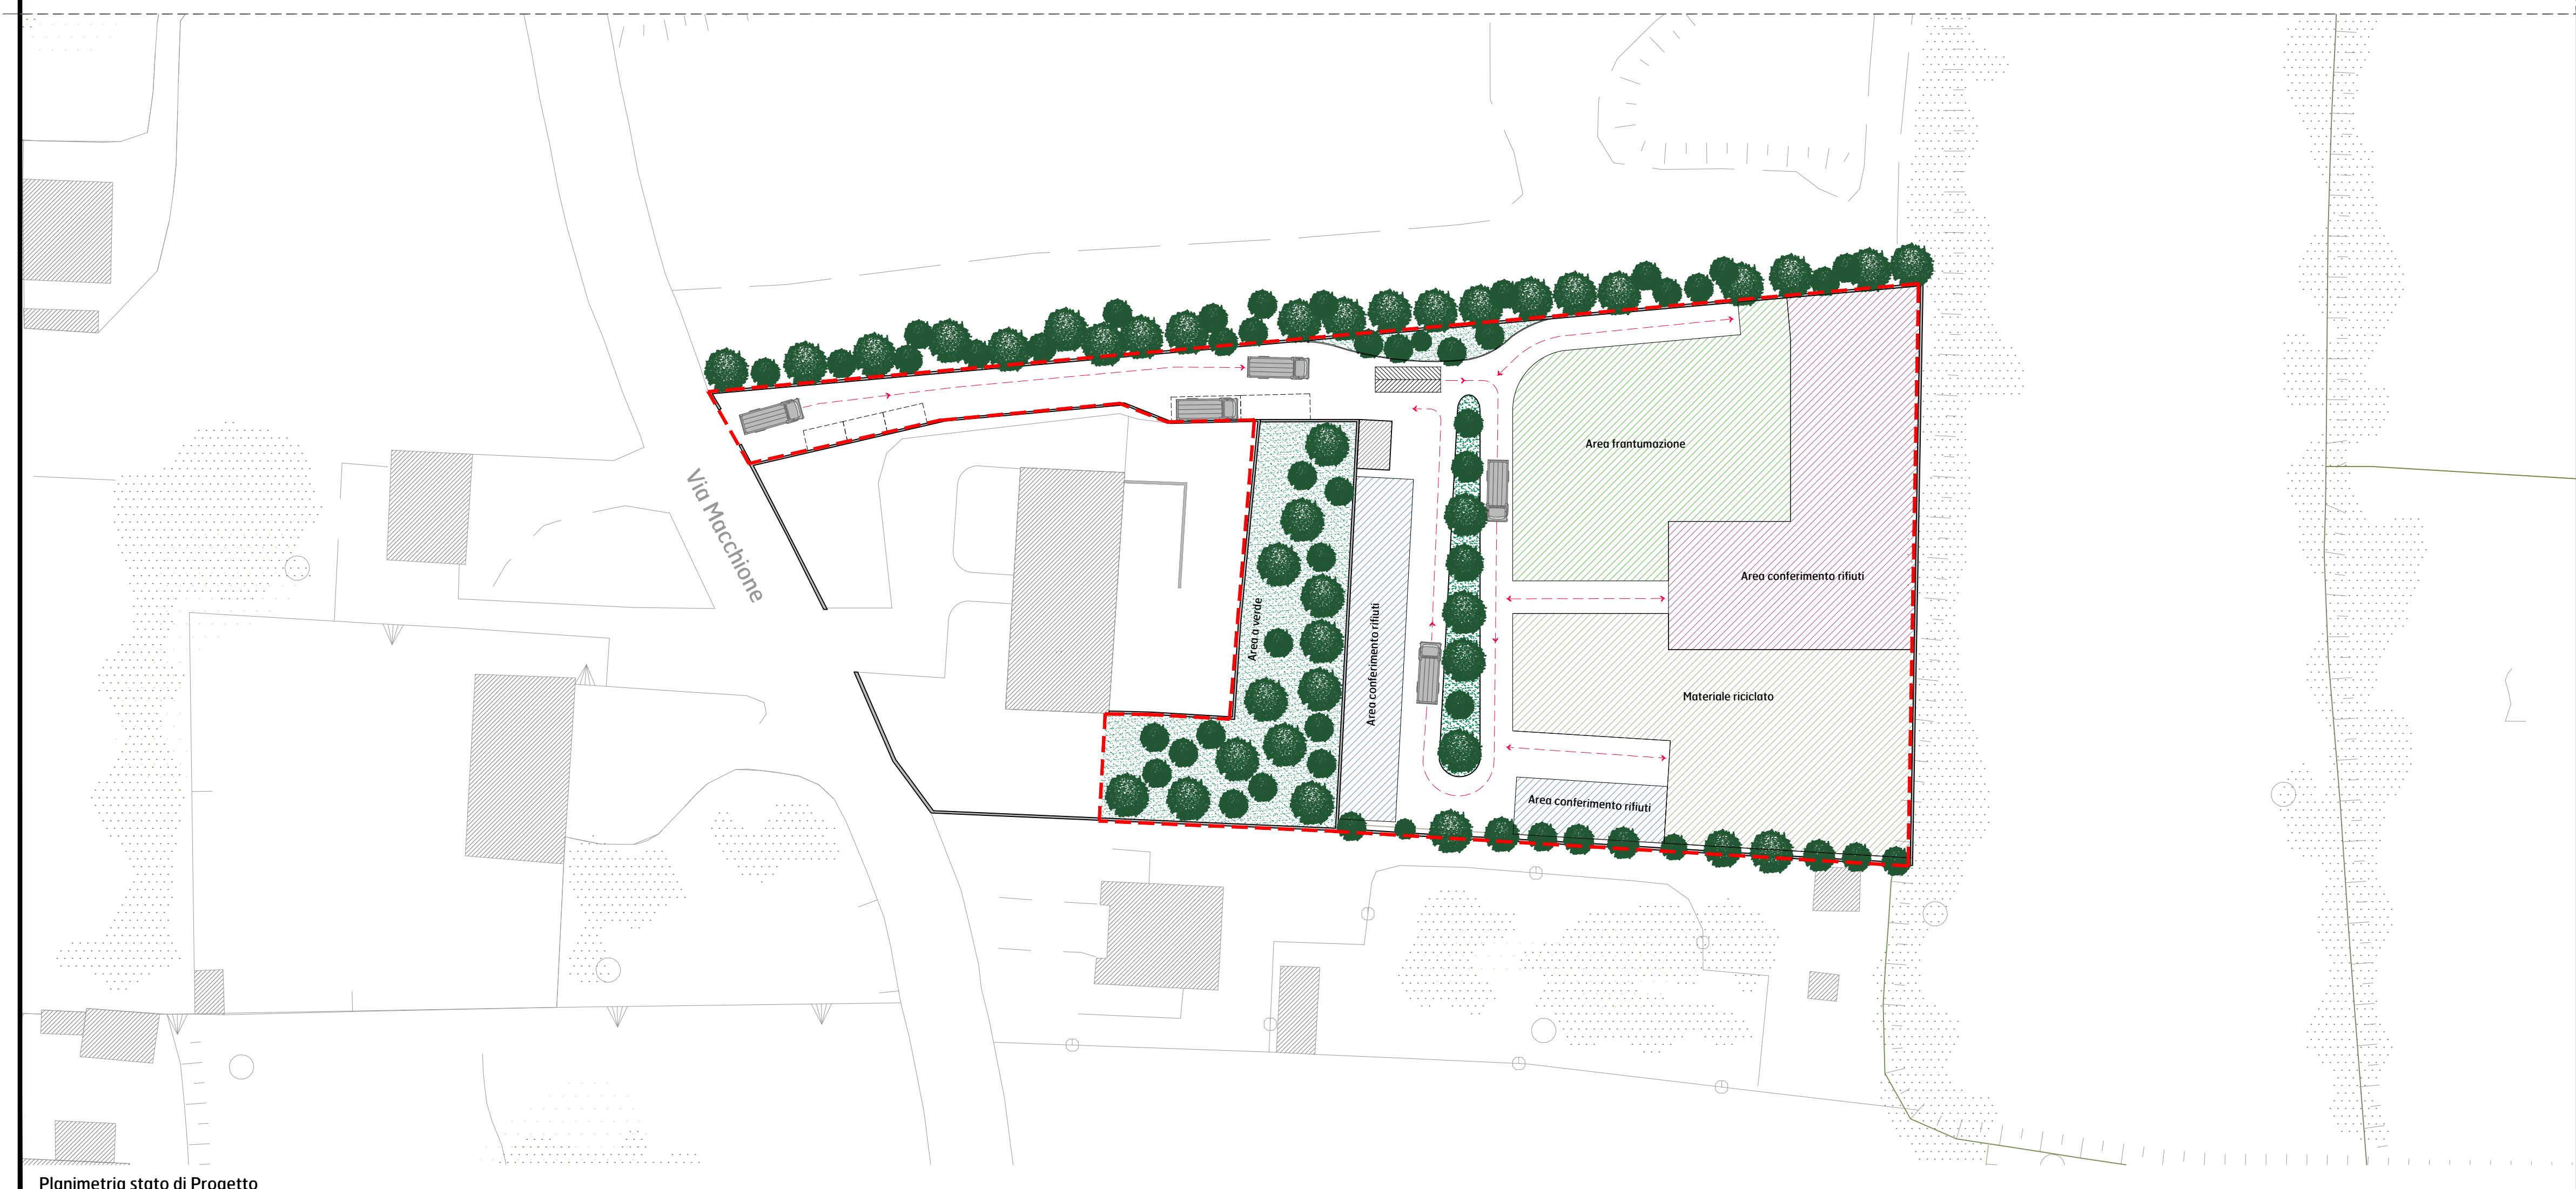 Via Macchione
Area frantumazione
Area conferimento rifiuti
Area a verde
Area conferimento rifiuti
Materiale riciclato
Area conferimento rifiuti
Planimetria stato di Progetto